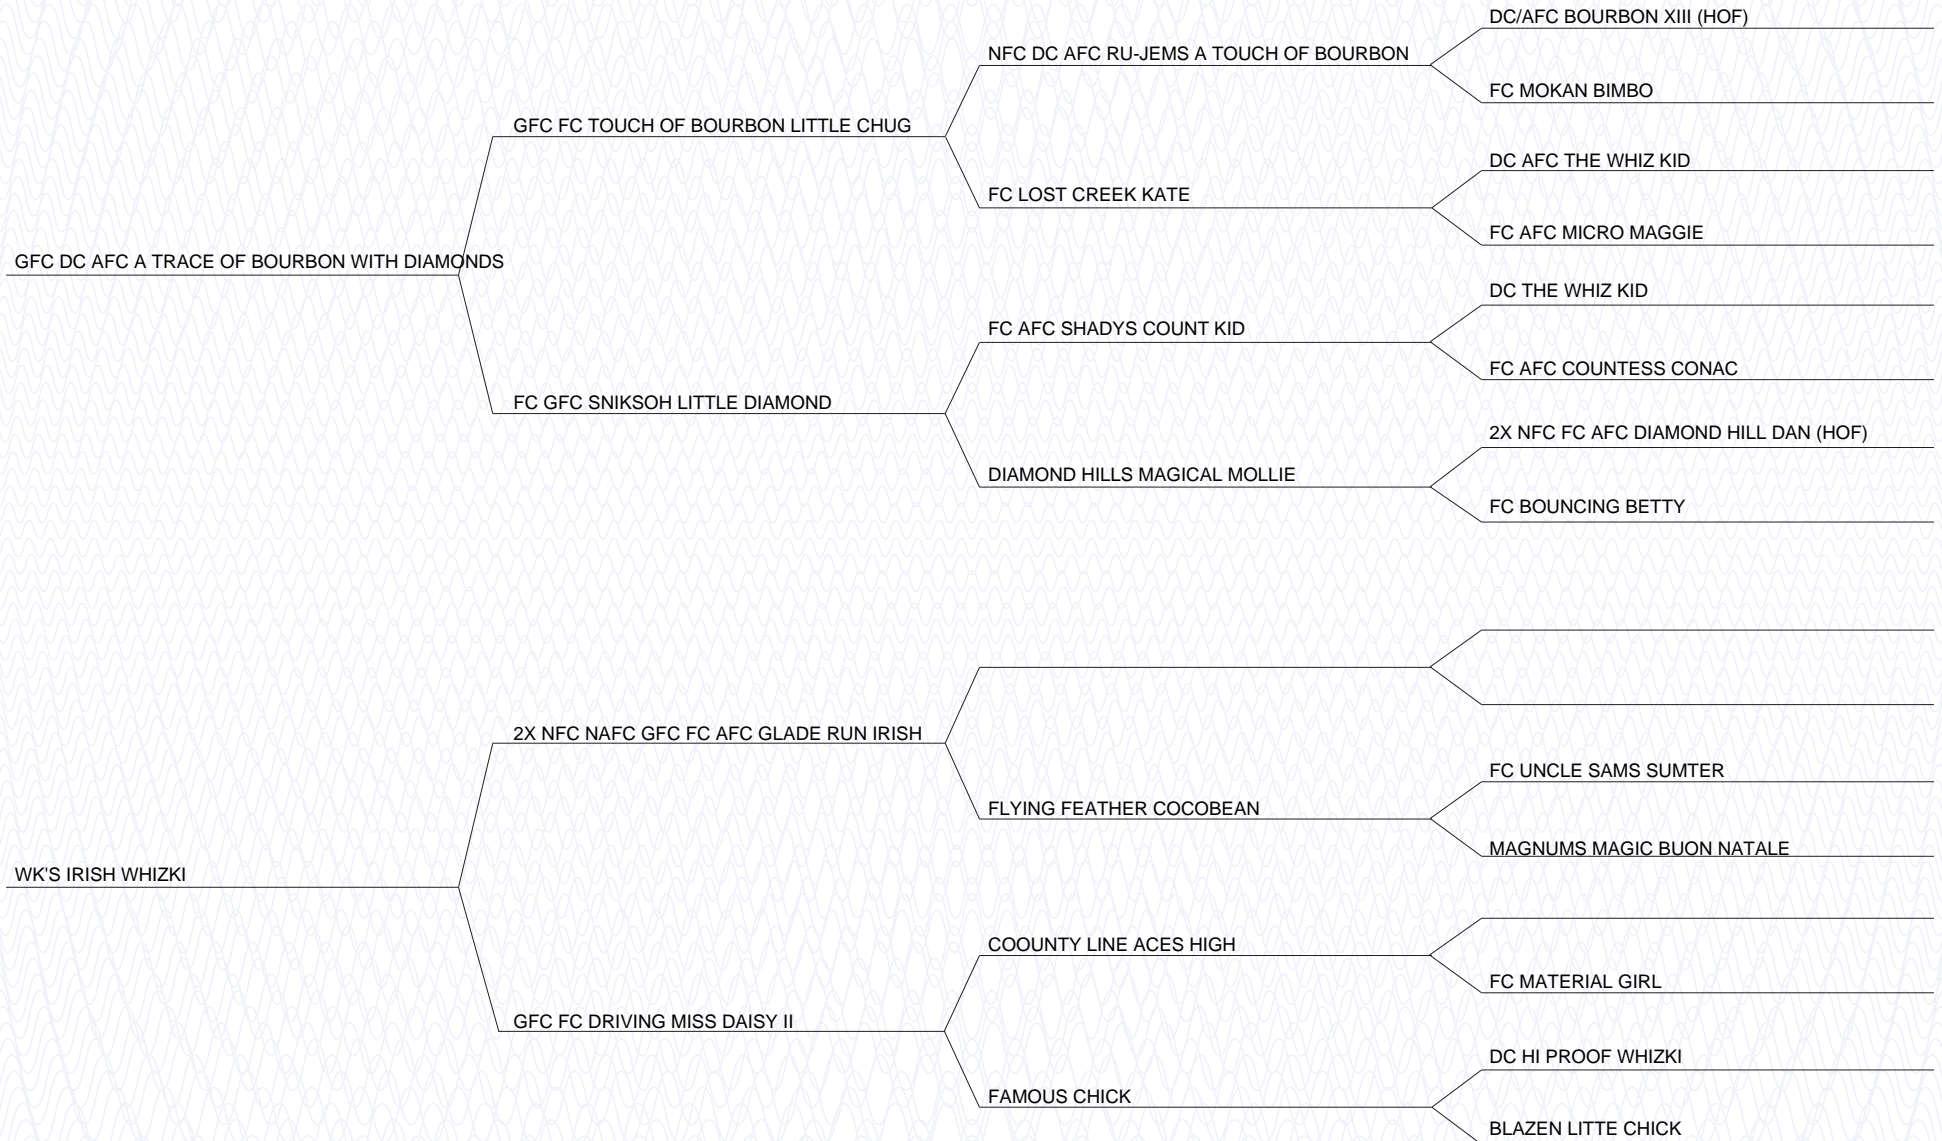 DC/AFC BOURBON XIII (HOF)
NFC DC AFC RU-JEMS A TOUCH OF BOURBON
FC MOKAN BIMBO
GFC FC TOUCH OF BOURBON LITTLE CHUG
DC AFC THE WHIZ KID
FC LOST CREEK KATE
FC AFC MICRO MAGGIE
GFC DC AFC A TRACE OF BOURBON WITH DIAMONDS
DC THE WHIZ KID
FC AFC SHADYS COUNT KID
FC AFC COUNTESS CONAC
FC GFC SNIKSOH LITTLE DIAMOND
2X NFC FC AFC DIAMOND HILL DAN (HOF)
DIAMOND HILLS MAGICAL MOLLIE
FC BOUNCING BETTY
2X NFC NAFC GFC FC AFC GLADE RUN IRISH
FC UNCLE SAMS SUMTER
FLYING FEATHER COCOBEAN
MAGNUMS MAGIC BUON NATALE
WK'S IRISH WHIZKI
COOUNTY LINE ACES HIGH
FC MATERIAL GIRL
GFC FC DRIVING MISS DAISY II
DC HI PROOF WHIZKI
FAMOUS CHICK
BLAZEN LITTE CHICK